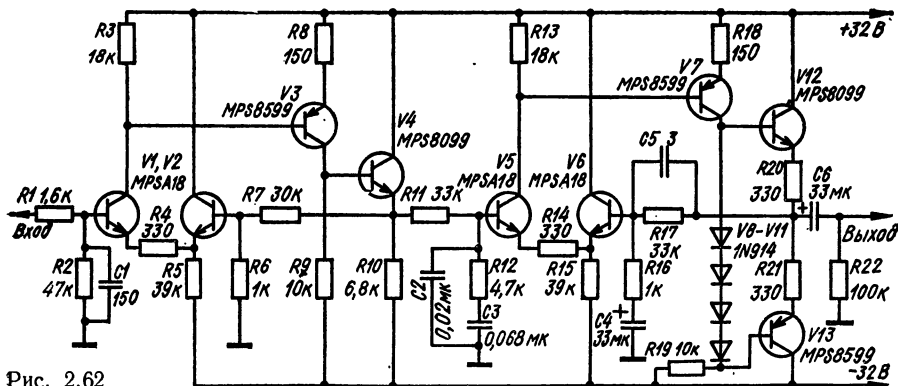 R3
18к
R8
150
R13
18к
R18
150
+32 В
V3
MPS8599
V7
MPS8599
V12
MPS8099
V4
MPS8099
C5 3
V1, V2
MPSA18
V5
MPSA18
V6
MPSA18
R1 1,6к
Вход
R4
330
R7 30к
R11 33к
R14
330
R17
33к
V8-V11
1N914
R20
330
C6
33мк
Выход
R2
47к
C1
150
R5
39к
R6
1к
R9
10к
R10
6,8к
C2
0,02мк
R12
4,7к
C3
0,068 мк
R15
39к
R16
1к
C4
33мк
+
R19 10к
R21
330
R22
100к
+
V13
MPS8599
-32 В
Рис. 2.62